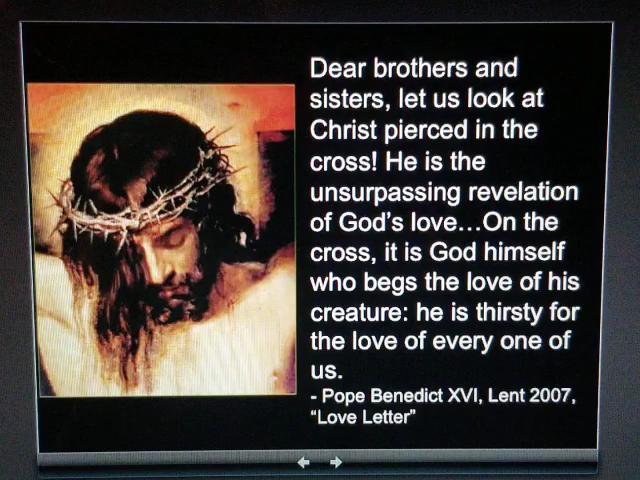 Dear brothers and
sisters, let us look at
Christ pierced in the
cross! He is the
unsurpassing revelation
of God's love...On the
cross, it is God himself
who begs the love of his
creature: he is thirsty for
the love of every one of
us.
- Pope Benedict XVI, Lent 2007,
“Love Letter”